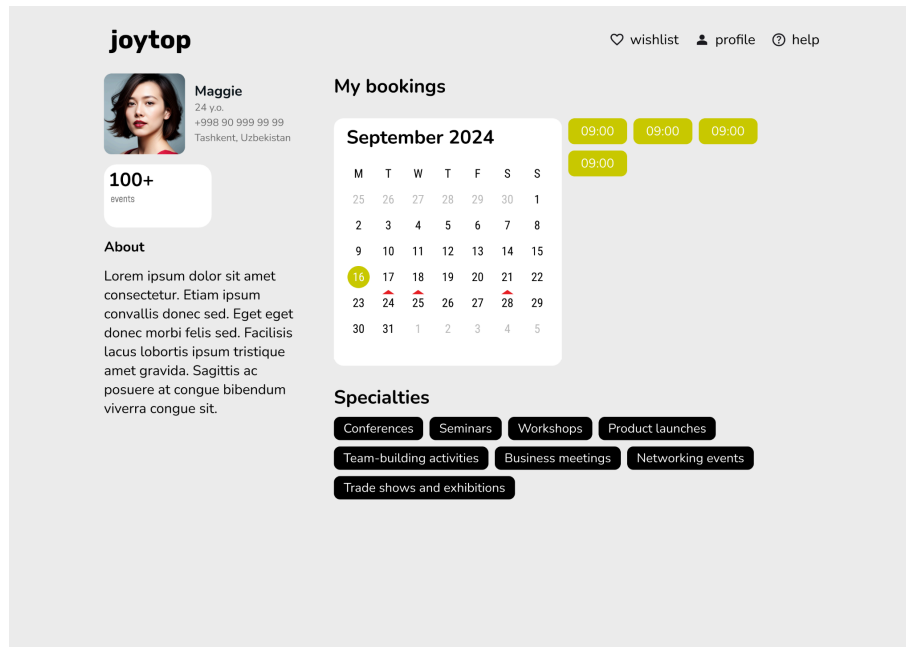 joytop
wishlist profile help
Maggie
24 y.o.
+998 90 999 99 99
Tashkent, Uzbekistan
100+
events
About
Lorem ipsum dolor sit amet
consectetur. Etiam ipsum
convallis donec sed. Eget eget
donec morbi felis sed. Facilisis
lacus lobortis ipsum tristique
amet gravida. Sagittis ac
posuere at congue bibendum
viverra congue sit.
My bookings
September 2024
M T W T F S S
25 26 27 28 29 30 1
2 3 4 5 6 7 8
9 10 11 12 13 14 15
16 17 18 19 20 21 22
23 24 25 26 27 28 29
30 31 1 2 3 4 5
09:00 09:00 09:00
09:00
Specialties
Conferences Seminars Workshops Product launches
Team-building activities Business meetings Networking events
Trade shows and exhibitions